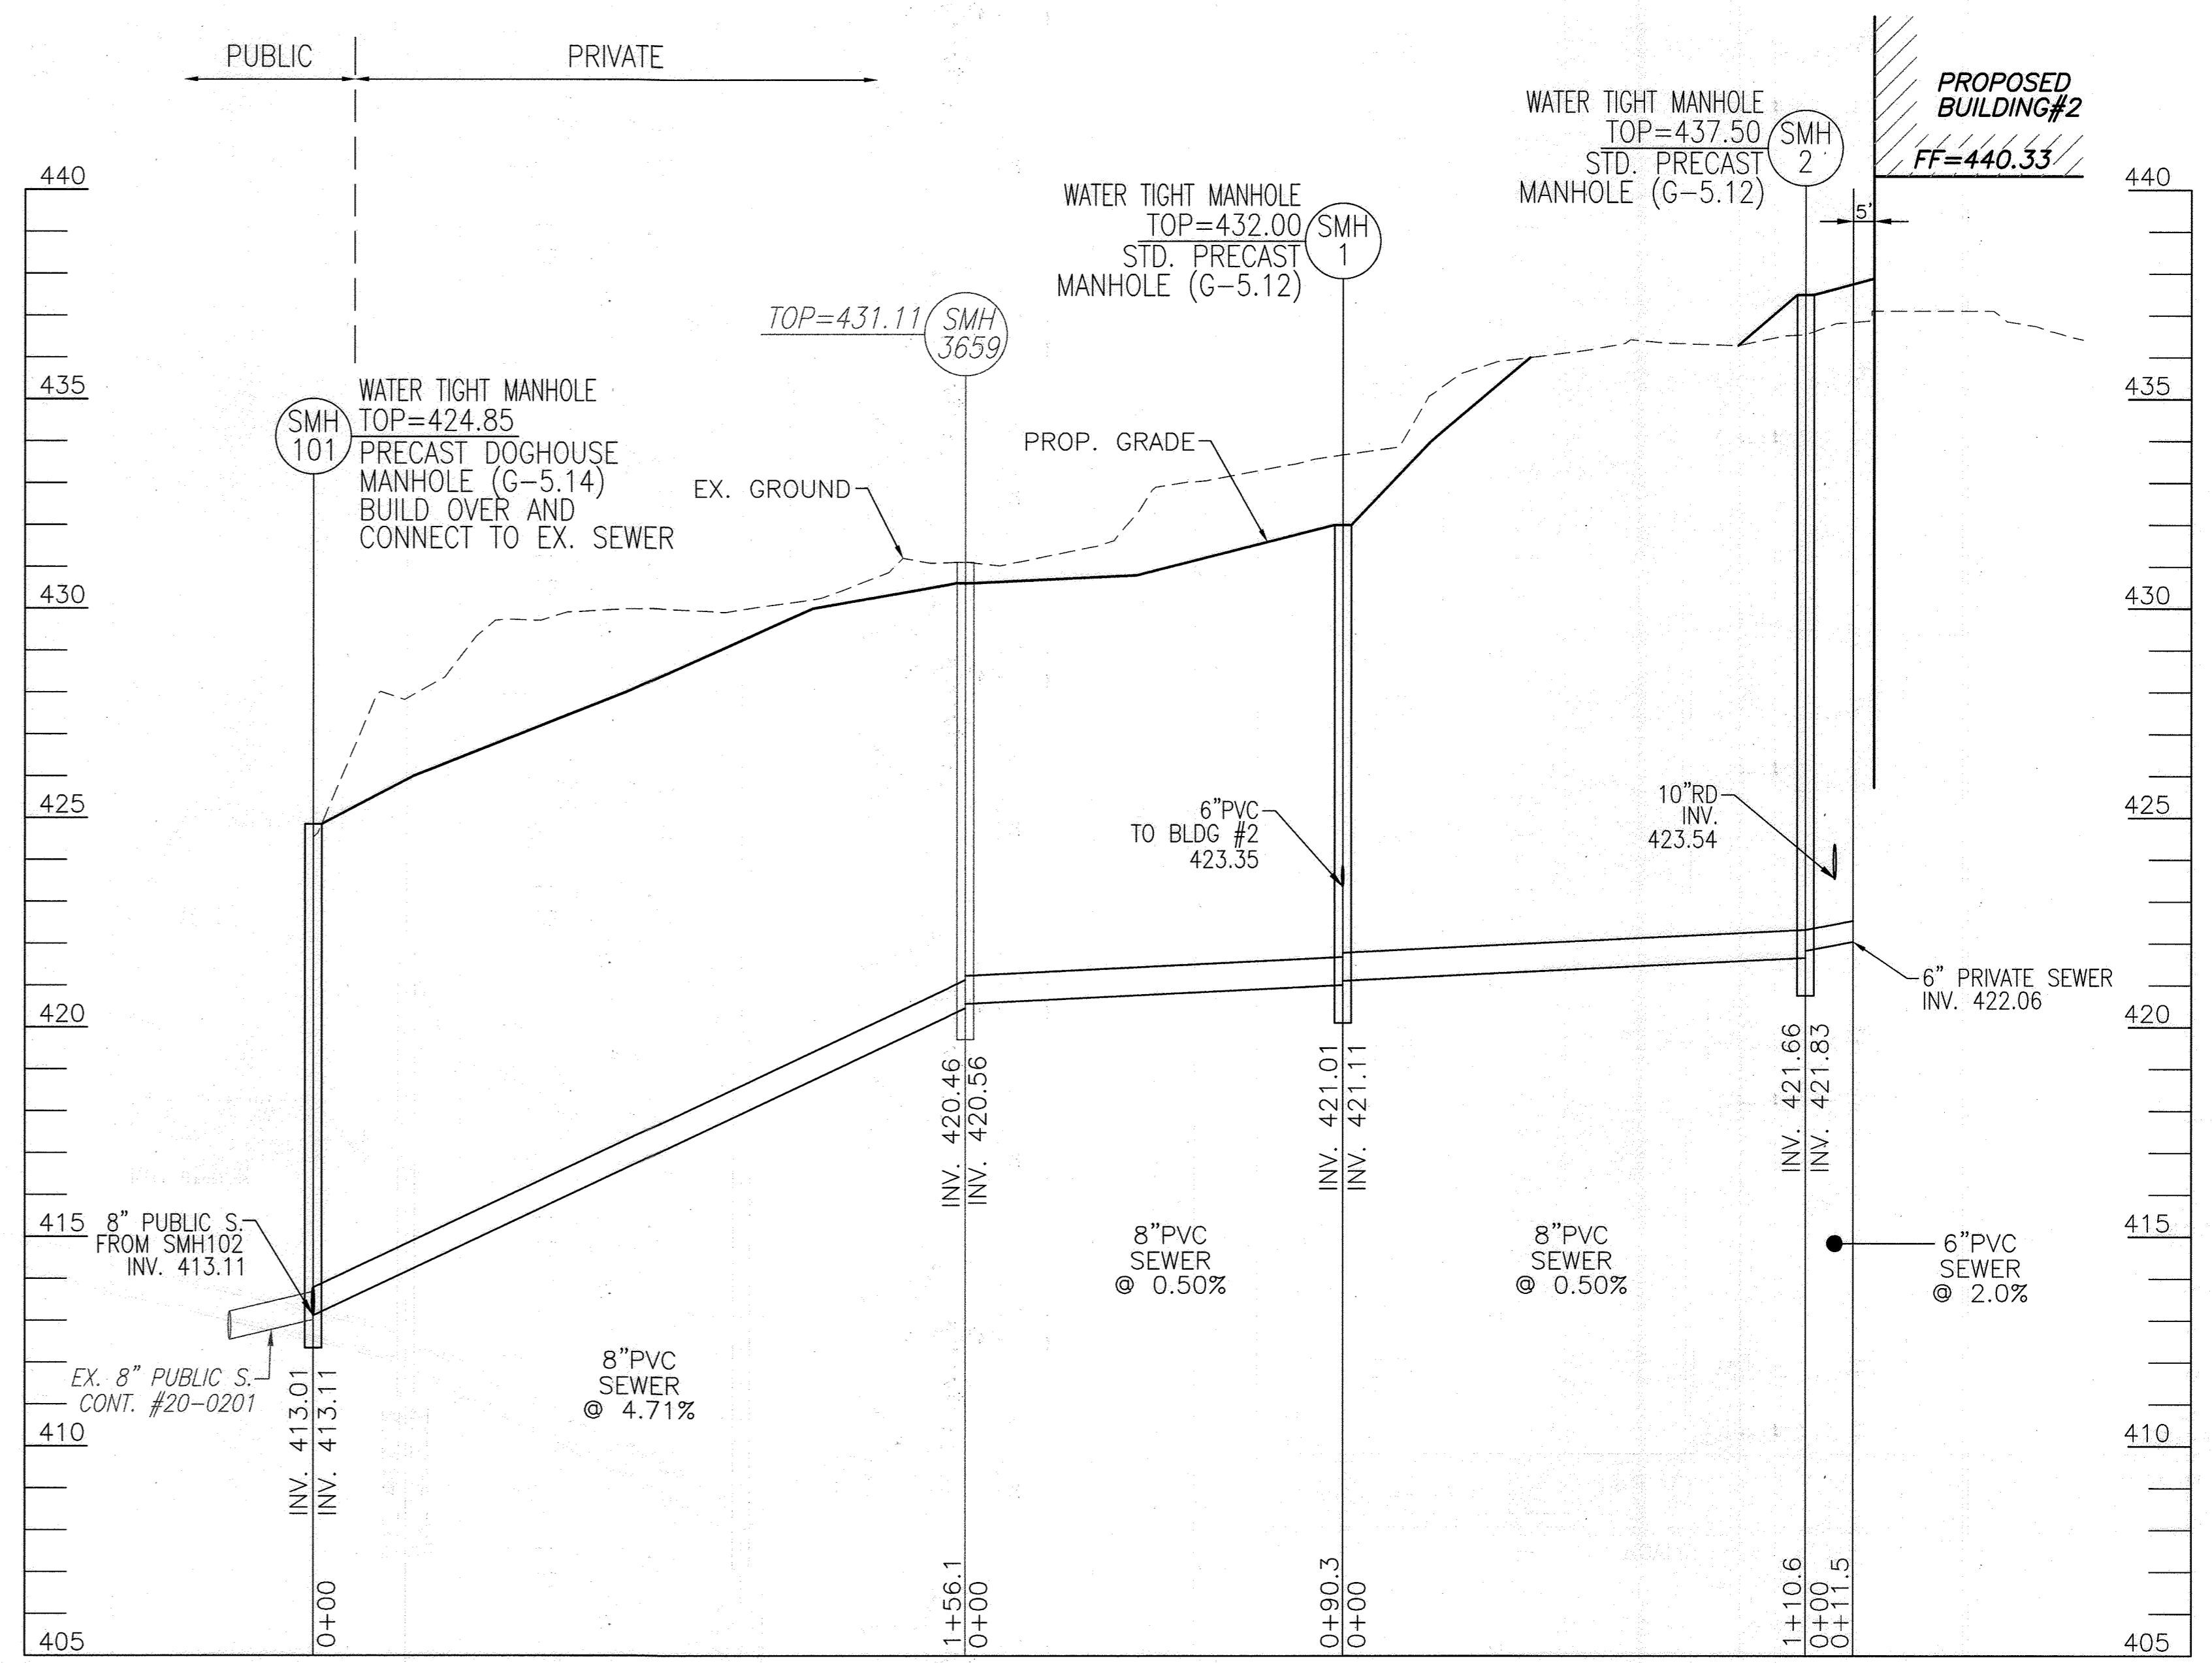 PUBLIC
PRIVATE
PROPOSED
BUILDING#2
FF=440.33
WATER TIGHT MANHOLE
TOP=437.50
STD. PRECAST
MANHOLE (G-5.12)
SMH
2
5'
WATER TIGHT MANHOLE
TOP=432.00
STD. PRECAST
MANHOLE (G-5.12)
SMH
1
TOP=431.11
SMH
3659
SMH
101
WATER TIGHT MANHOLE
TOP=424.85
PRECAST DOGHOUSE
MANHOLE (G-5.14)
BUILD OVER AND
CONNECT TO EX. SEWER
EX. GROUND
PROP. GRADE
440
435
430
425
420
415
410
405
440
435
430
425
420
415
410
405
6"PVC
TO BLDG #2
423.35
10"RD
INV.
423.54
6" PRIVATE SEWER
INV. 422.06
8" PUBLIC S.
FROM SMH102
INV. 413.11
EX. 8" PUBLIC S.
CONT. #20-0201
INV. 413.01
INV. 413.11
INV. 420.46
INV. 420.56
INV. 421.01
INV. 421.11
INV. 421.66
INV. 421.83
8"PVC
SEWER
@ 4.71%
8"PVC
SEWER
@ 0.50%
8"PVC
SEWER
@ 0.50%
6"PVC
SEWER
@ 2.0%
0+00
1+56.1
0+00
0+90.3
0+00
1+10.6
0+00
0+11.5